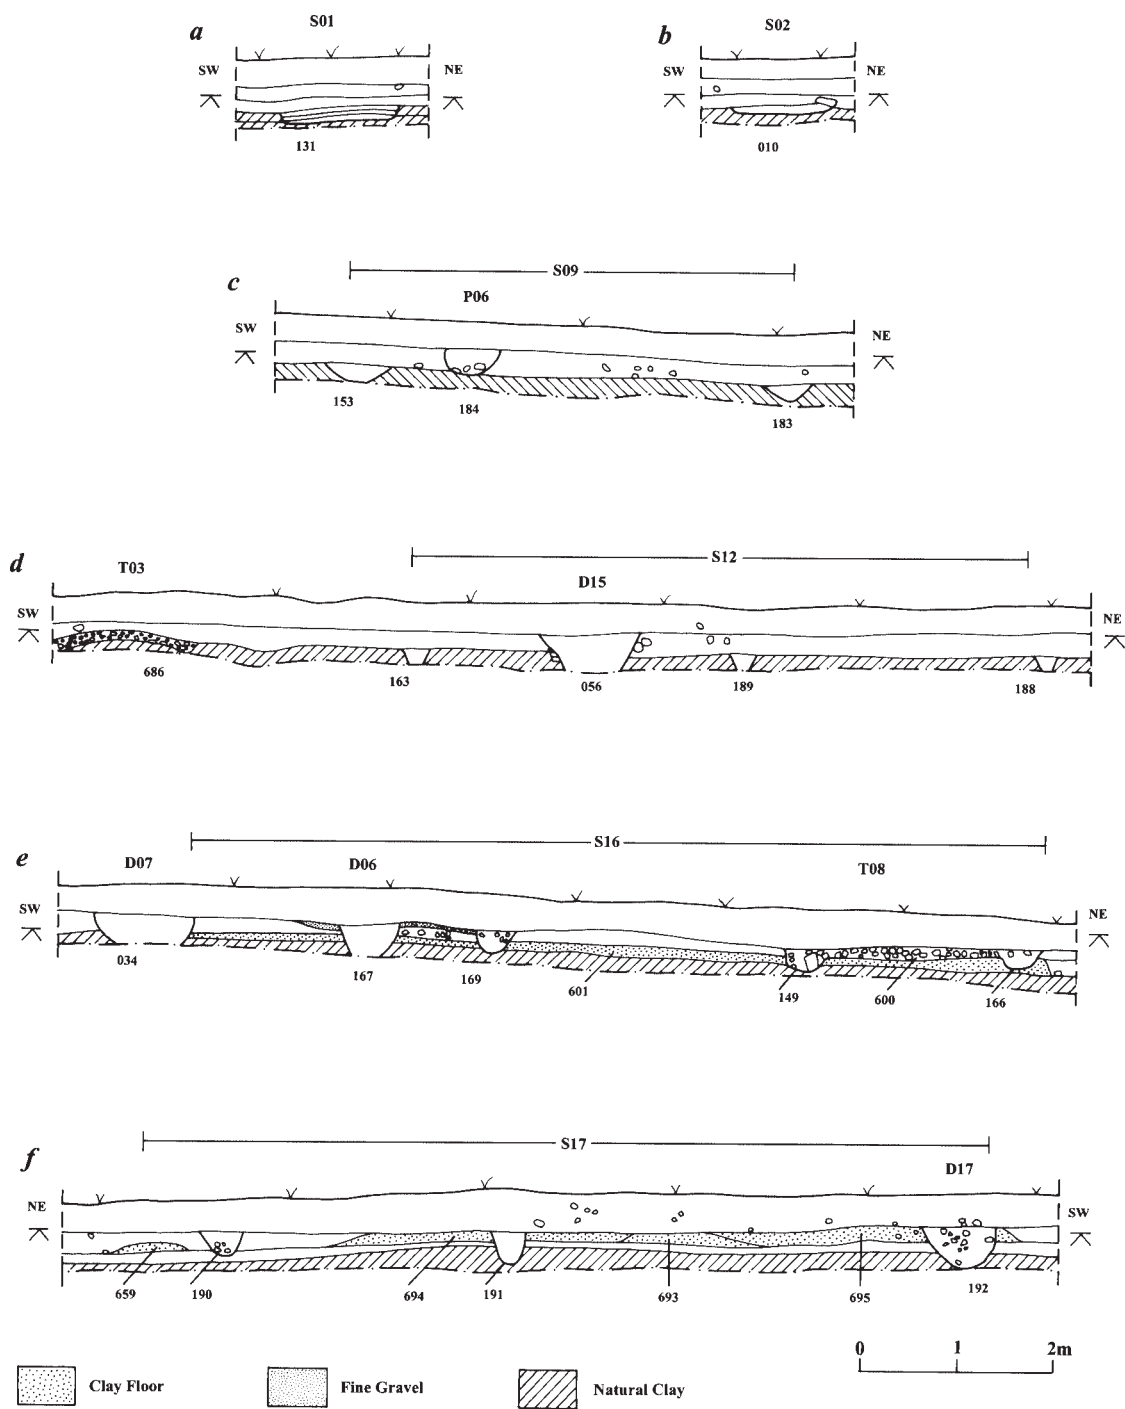 a S01
SW NE
131
b S02
SW NE
010
S09
c P06
SW NE
153 184 183
S12
d T03 D15
SW NE
686 163 056 189 188
S16
e D07 D06 T08
SW NE
034 167 169 601 149 600 166
S17
f D17
NE SW
659 190 694 191 693 695 192
0 1 2m
Clay Floor Fine Gravel Natural Clay